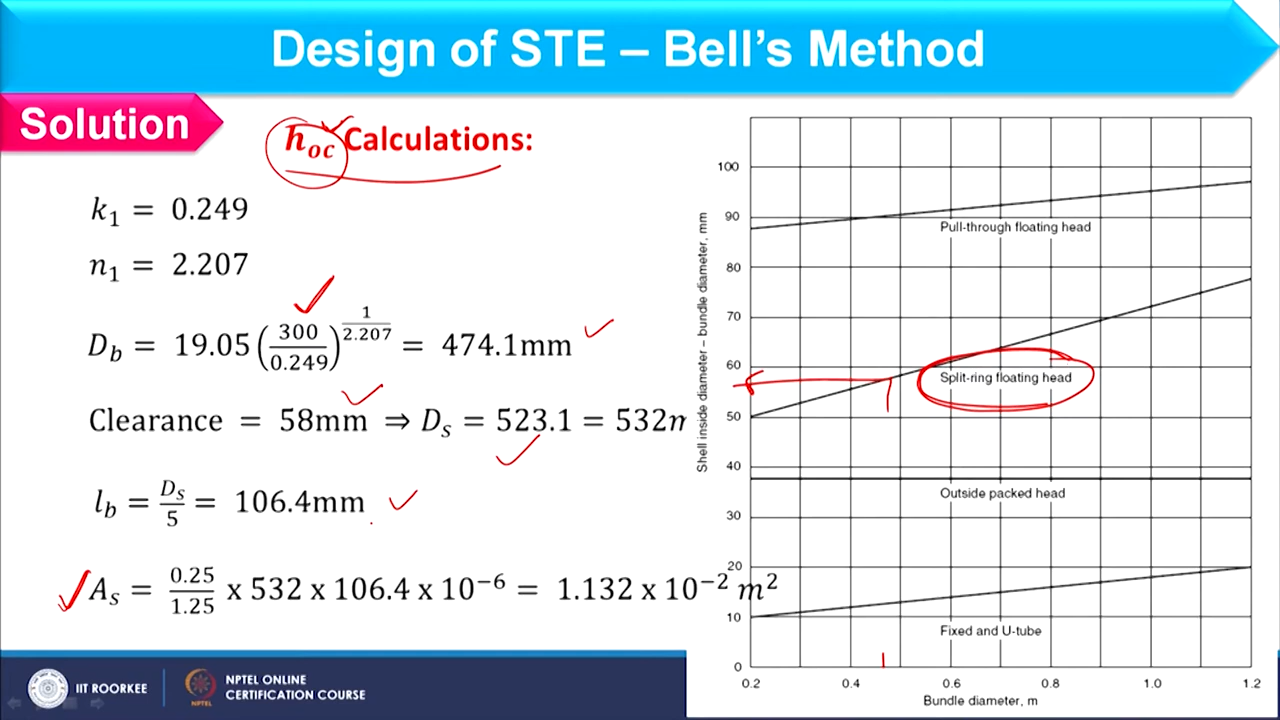 Design of STE – Bell's Method
Solution
h_oc Calculations:
k₁ = 0.249
n₁ = 2.207
D_b = 19.05 (300/0.249)^(1/2.207) = 474.1mm
Clearance = 58mm ⇒ D_s = 523.1 = 532m
l_b = D_s/5 = 106.4mm
A_s = 0.25/1.25 x 532 x 106.4 x 10⁻⁶ = 1.132 x 10⁻² m²
Shell inside diameter – bundle diameter, mm
100
90
80
70
60
50
40
30
20
10
0
Pull-through floating head
Split-ring floating head
Outside packed head
Fixed and U-tube
0.2 0.4 0.6 0.8 1.0 1.2
Bundle diameter, m
IIT ROORKEE
NPTEL
NPTEL ONLINE
CERTIFICATION COURSE